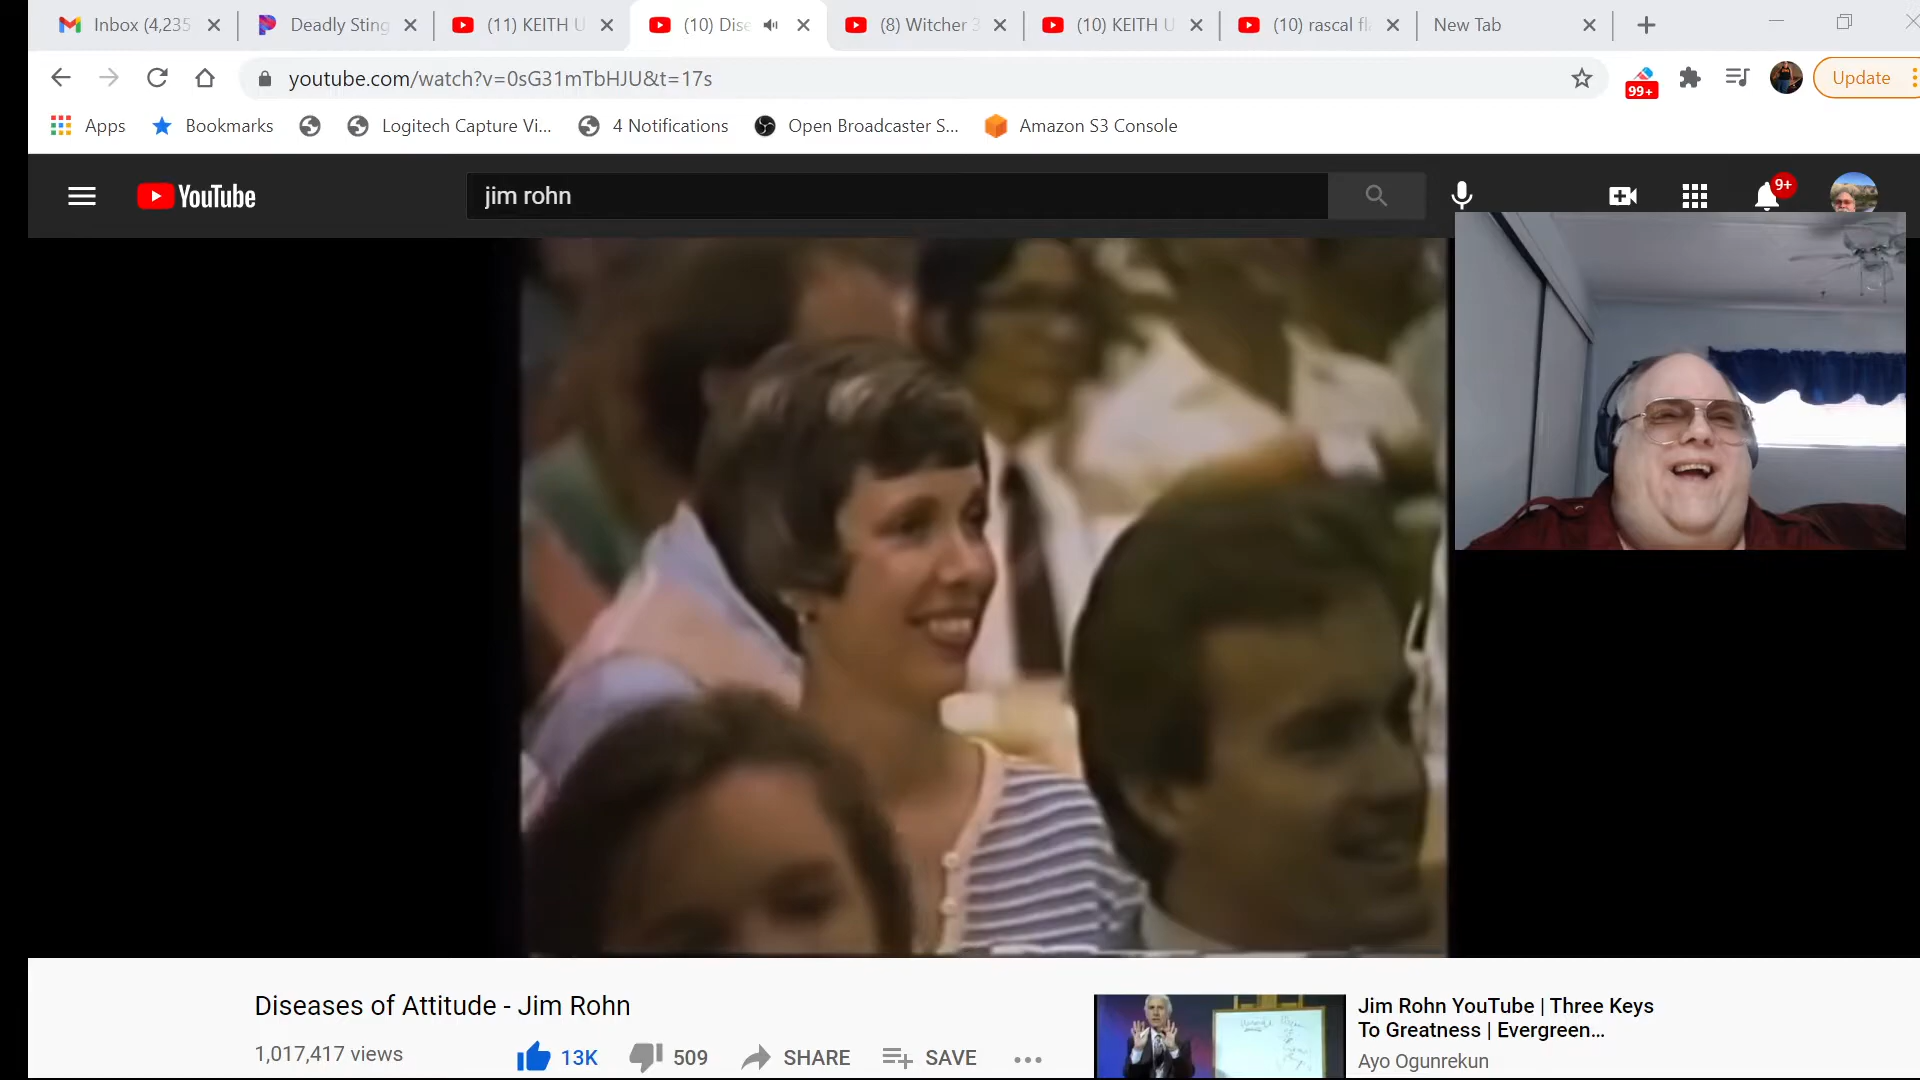 Inbox (4,235
Deadly Sting
(11) KEITH U
(10) Dise
(8) Witcher 3
(10) KEITH U
(10) rascal fl
New Tab
youtube.com/watch?v=0sG31mTbHJU&t=17s
99+
Update
Apps
Bookmarks
Logitech Capture Vi...
4 Notifications
Open Broadcaster S...
Amazon S3 Console
YouTube
jim rohn
9+
Diseases of Attitude - Jim Rohn
1,017,417 views
13K
509
SHARE
SAVE
Jim Rohn YouTube | Three Keys
To Greatness | Evergreen...
Ayo Ogunrekun